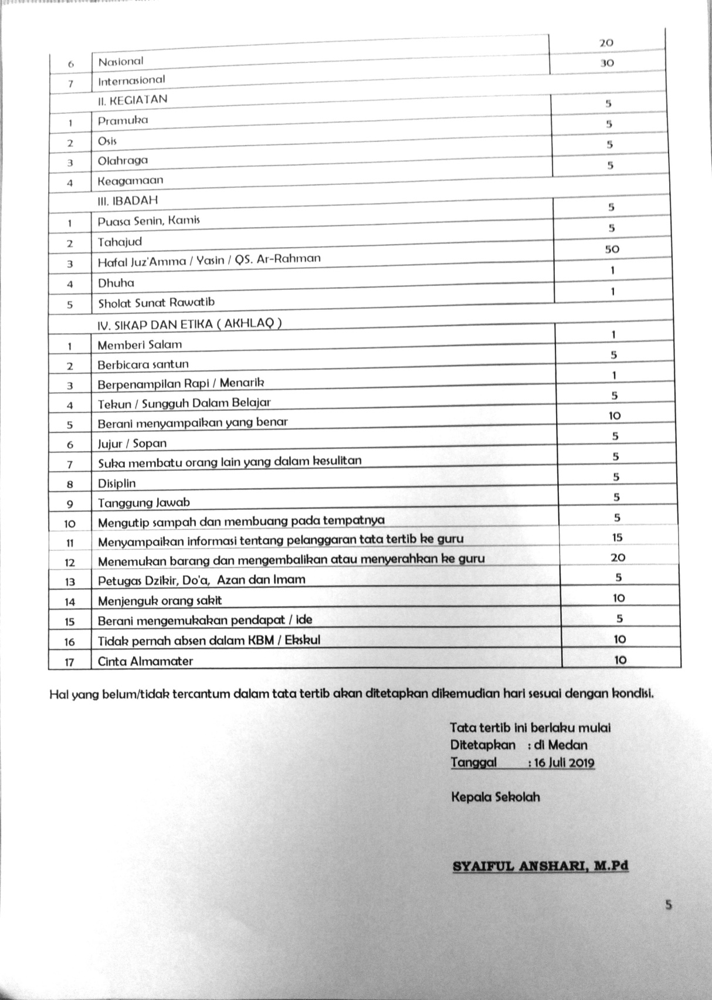 6 Nasional 20
7 Internasional 30
II. KEGIATAN
1 Pramuka 5
2 Osis 5
3 Olahraga 5
4 Keagamaan 5
III. IBADAH
1 Puasa Senin, Kamis 5
2 Tahajud 5
3 Hafal Juz'Amma / Yasin / QS. Ar-Rahman 50
4 Dhuha 1
5 Sholat Sunat Rawatib 1
IV. SIKAP DAN ETIKA ( AKHLAQ )
1 Memberi Salam 1
2 Berbicara santun 5
3 Berpenampilan Rapi / Menarik 1
4 Tekun / Sungguh Dalam Belajar 5
5 Berani menyampaikan yang benar 10
6 Jujur / Sopan 5
7 Suka membatu orang lain yang dalam kesulitan 5
8 Disiplin 5
9 Tanggung Jawab 5
10 Mengutip sampah dan membuang pada tempatnya 5
11 Menyampaikan informasi tentang pelanggaran tata tertib ke guru 15
12 Menemukan barang dan mengembalikan atau menyerahkan ke guru 20
13 Petugas Dzikir, Do'a, Azan dan Imam 5
14 Menjenguk orang sakit 10
15 Berani mengemukakan pendapat / ide 5
16 Tidak pernah absen dalam KBM / Ekskul 10
17 Cinta Almamater 10
Hal yang belum/tidak tercantum dalam tata tertib akan ditetapkan dikemudian hari sesuai dengan kondisi.
Tata tertib ini berlaku mulai
Ditetapkan : di Medan
Tanggal : 16 Juli 2019
Kepala Sekolah
SYAIFUL ANSHARI, M.Pd
5